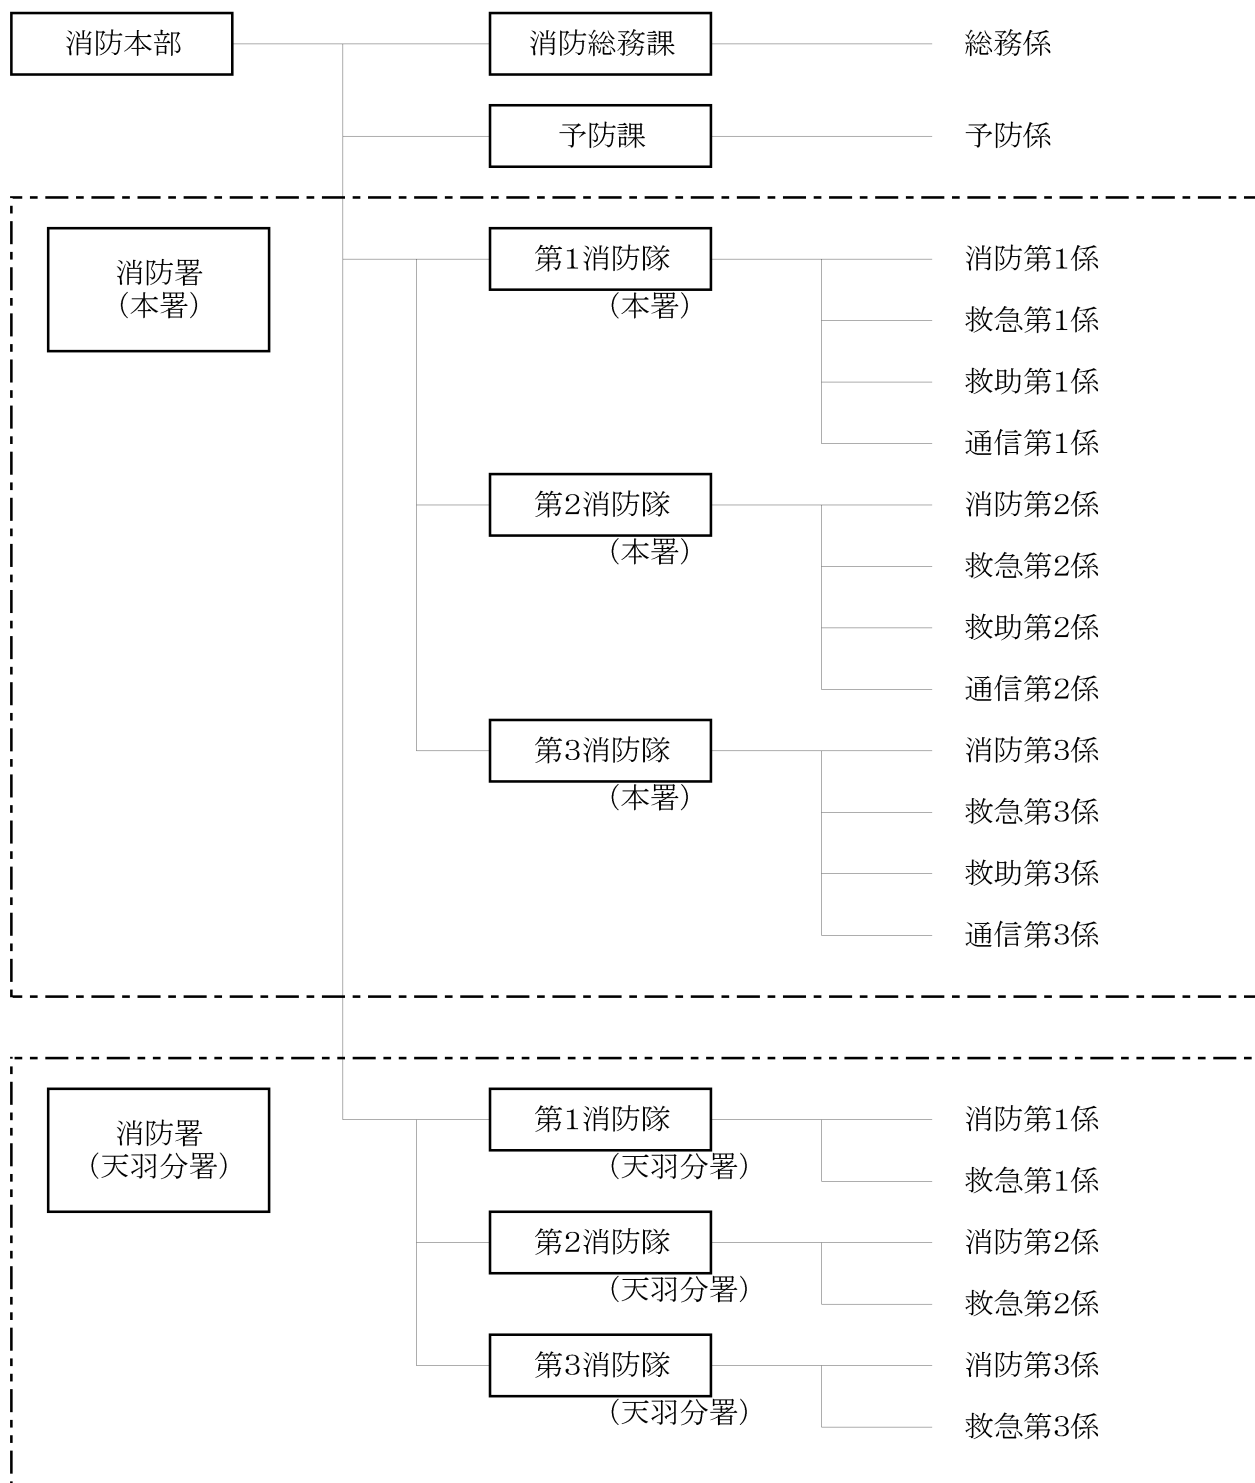 消防本部
消防総務課
総務係
予防課
予防係
消防署
（本署）
第1消防隊
（本署）
消防第1係
救急第1係
救助第1係
通信第1係
第2消防隊
（本署）
消防第2係
救急第2係
救助第2係
通信第2係
第3消防隊
（本署）
消防第3係
救急第3係
救助第3係
通信第3係
消防署
（天羽分署）
第1消防隊
（天羽分署）
消防第1係
救急第1係
第2消防隊
（天羽分署）
消防第2係
救急第2係
第3消防隊
（天羽分署）
消防第3係
救急第3係